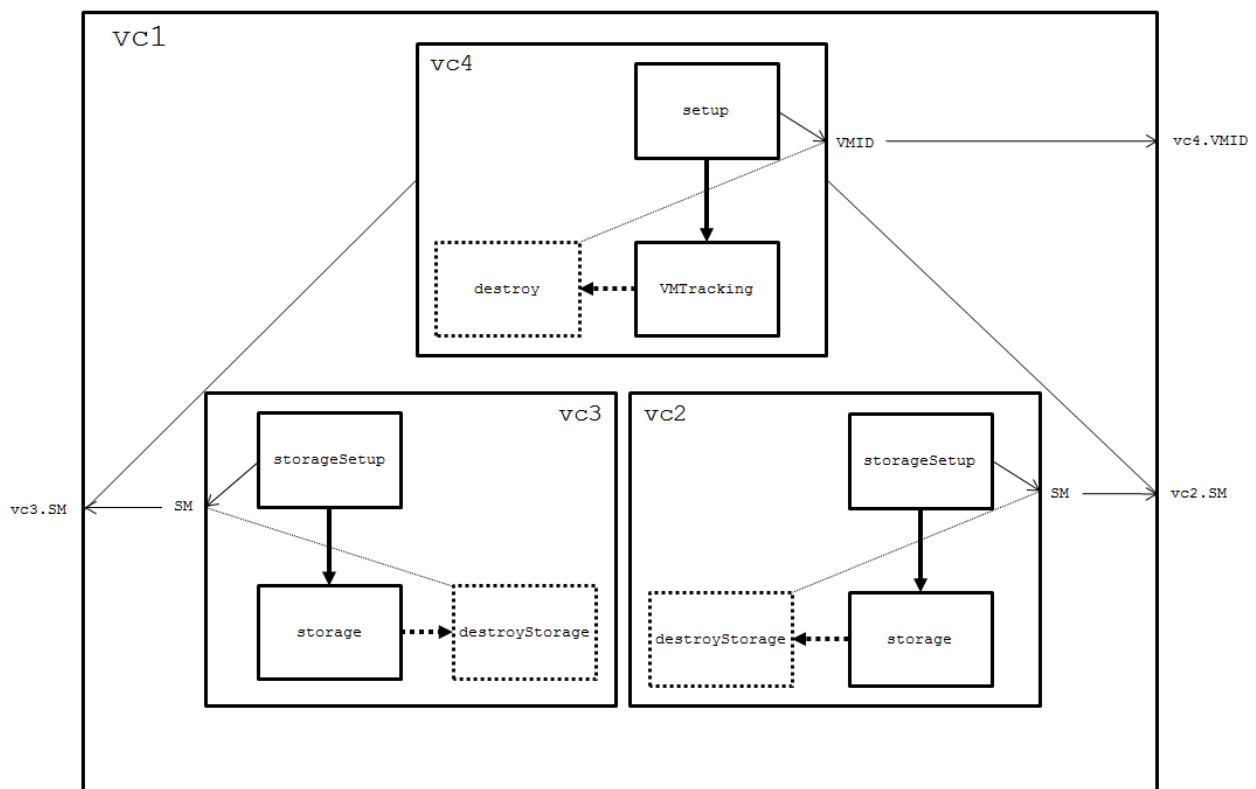 vc1
vc4
setup
VMID
vc4.VMID
destroy
VMTracking
vc3
vc2
storageSetup
storageSetup
vc3.SM
SM
SM
vc2.SM
storage
destroyStorage
destroyStorage
storage